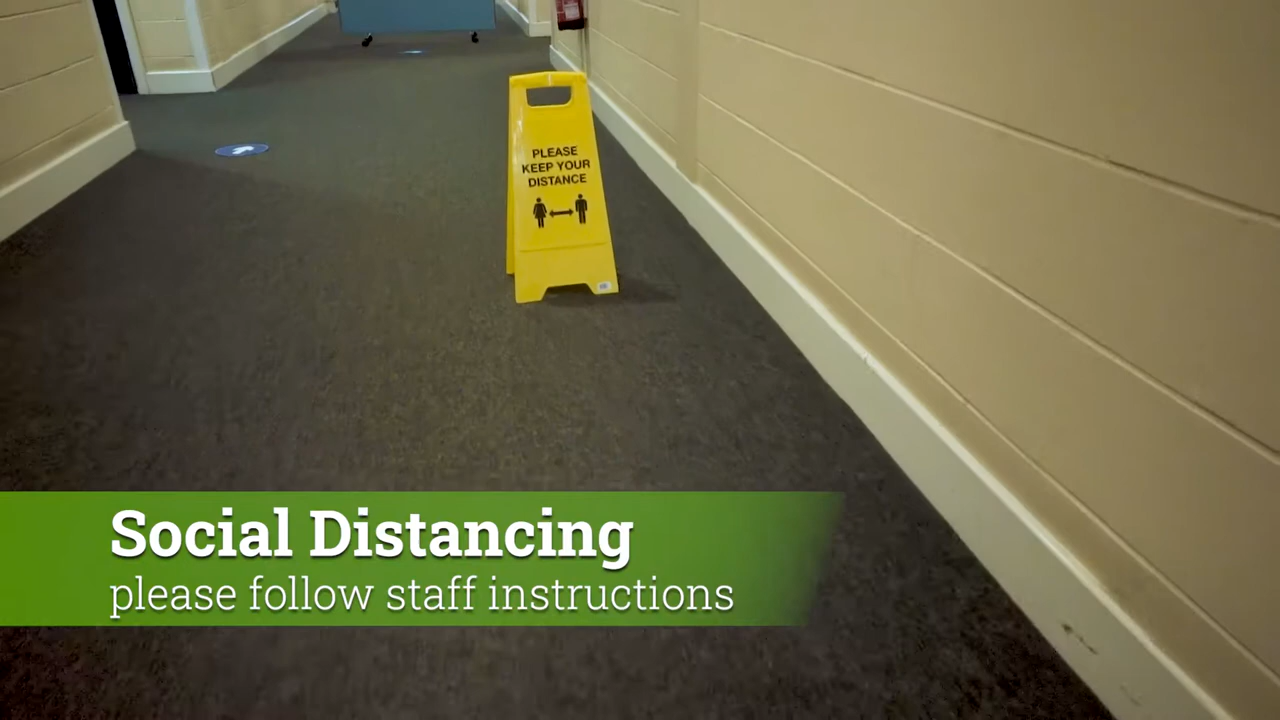 PLEASE
KEEP YOUR
DISTANCE
Social Distancing
please follow staff instructions